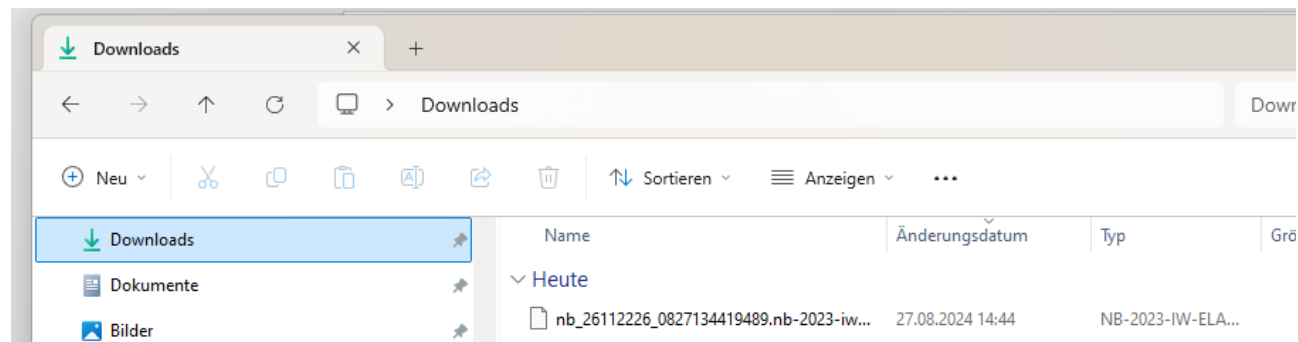 Downloads
Downloads
Neu
Sortieren
Anzeigen
Downloads
Name
Änderungsdatum
Typ
Dokumente
Heute
nb_26112226_0827134419489.nb-2023-iw...
27.08.2024 14:44
NB-2023-IW-ELA...
Bilder